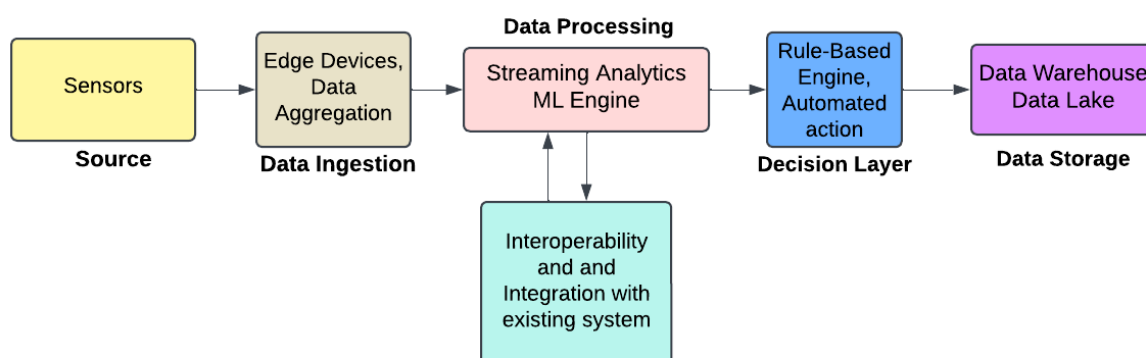 Data Processing
Sensors
Source
Edge Devices,
Data
Aggregation
Data Ingestion
Streaming Analytics
ML Engine
Rule-Based
Engine,
Automated
action
Decision Layer
Data Warehouse
Data Lake
Data Storage
Interoperability
and and
Integration with
existing system